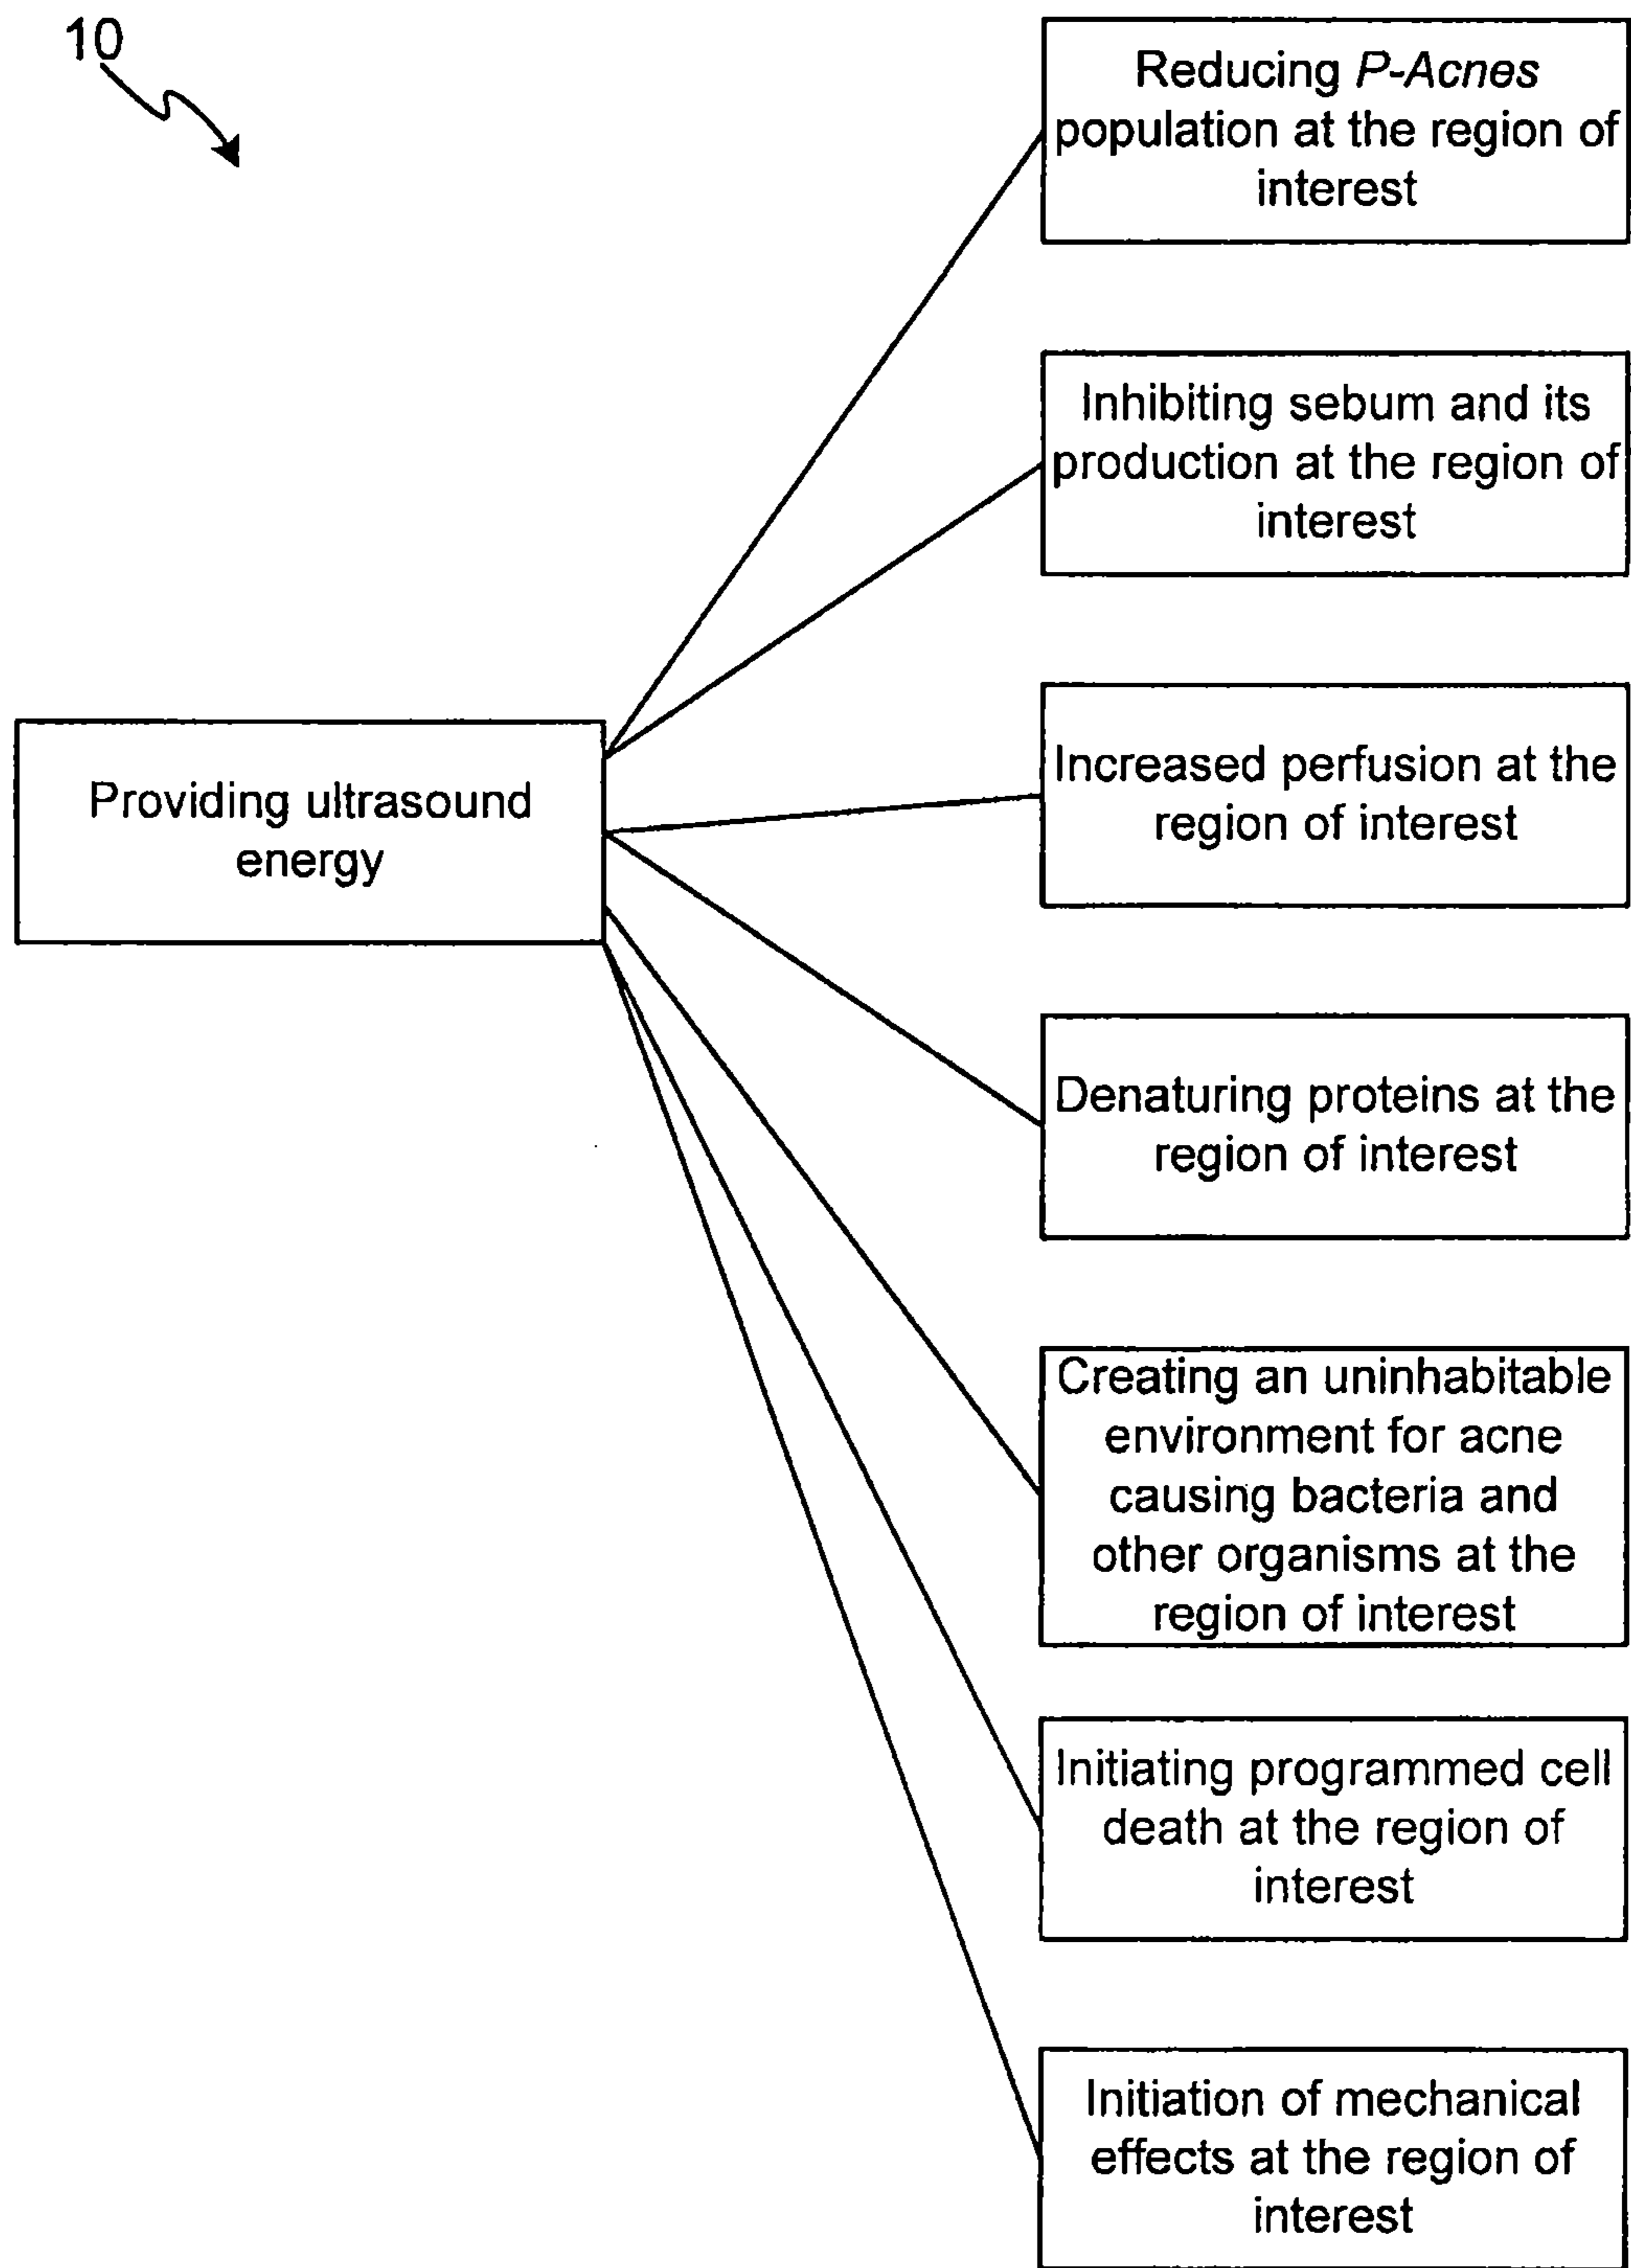 10
Reducing P-Acnes
population at the region of
interest
Inhibiting sebum and its
production at the region of
interest
Providing ultrasound
energy
Increased perfusion at the
region of interest
Denaturing proteins at the
region of interest
Creating an uninhabitable
environment for acne
causing bacteria and
other organisms at the
region of interest
Initiating programmed cell
death at the region of
interest
Initiation of mechanical
effects at the region of
interest